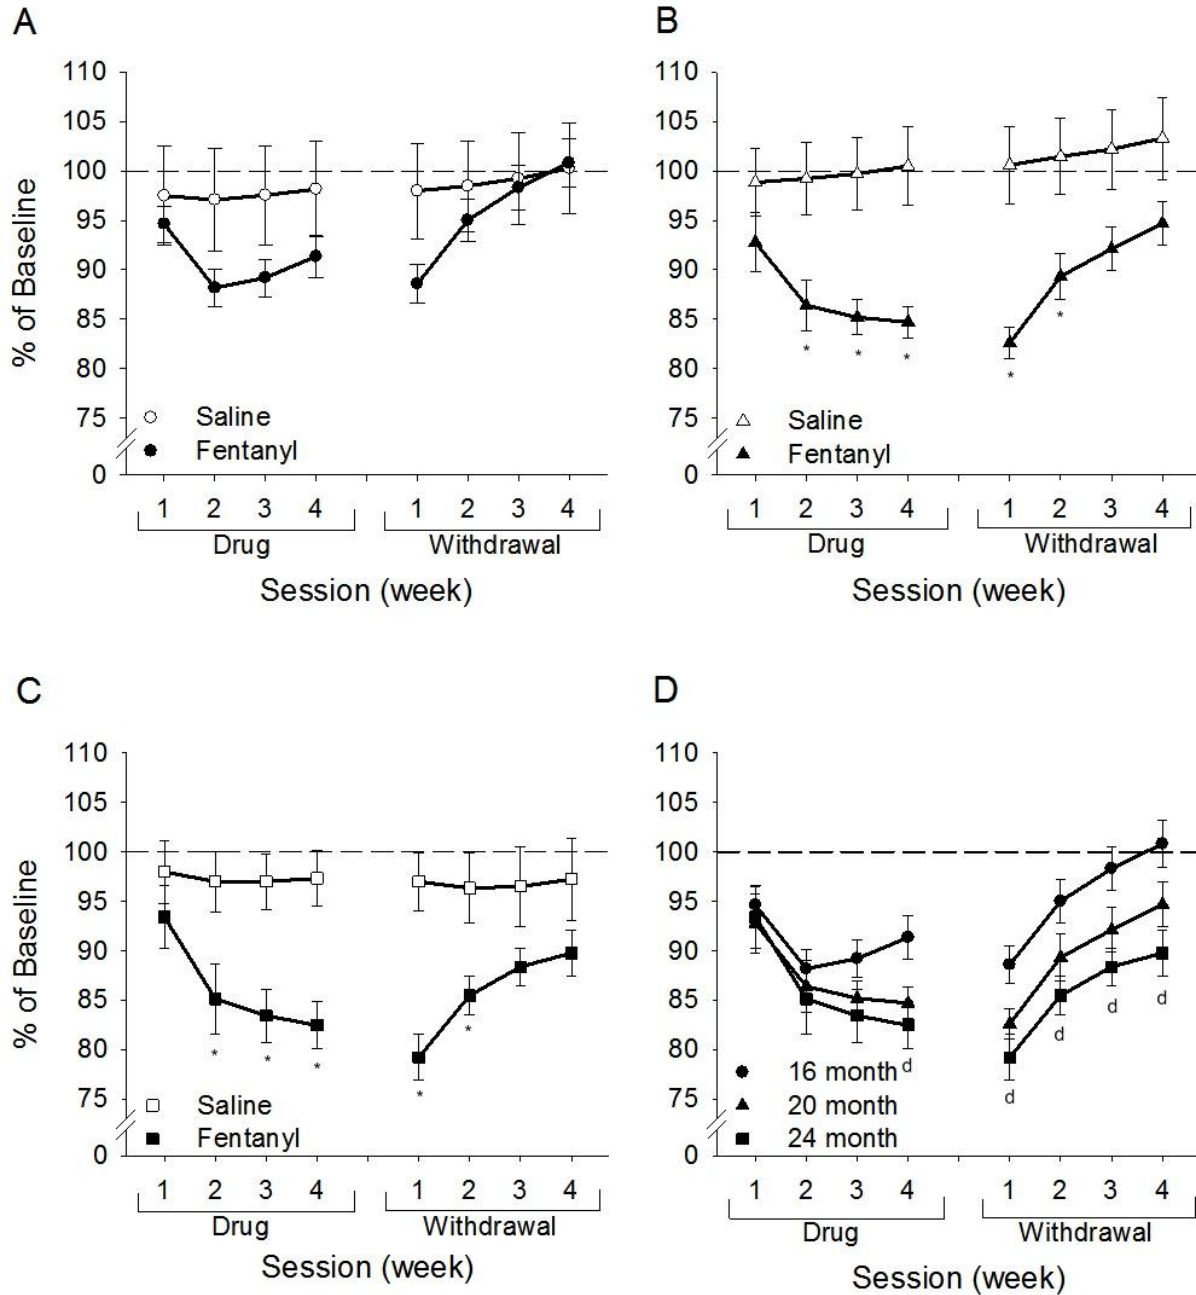 A
110
105
100
95
90
85
80
75
0
% of Baseline
Saline
Fentanyl
1 2 3 4 1 2 3 4
Drug Withdrawal
Session (week)
B
110
105
100
95
90
85
80
75
0
* * * * *
Saline
Fentanyl
1 2 3 4 1 2 3 4
Drug Withdrawal
Session (week)
C
110
105
100
95
90
85
80
75
0
% of Baseline
* * * * *
Saline
Fentanyl
1 2 3 4 1 2 3 4
Drug Withdrawal
Session (week)
D
110
105
100
95
90
85
80
75
0
d d d d d
16 month
20 month
24 month
1 2 3 4 1 2 3 4
Drug Withdrawal
Session (week)